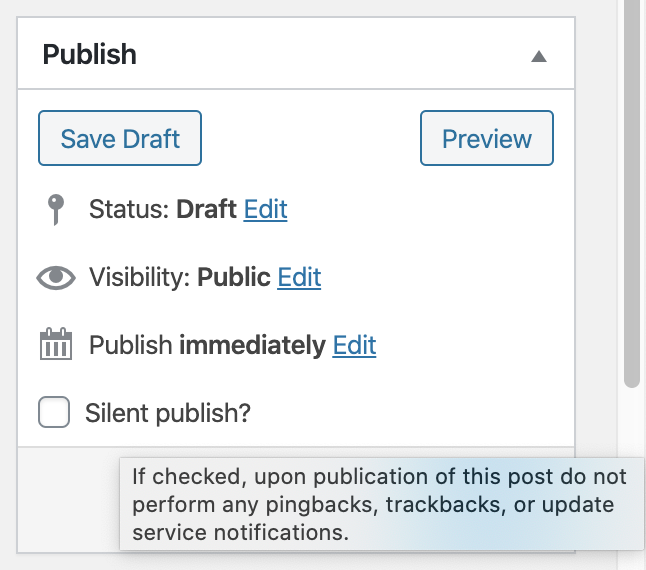 Publish
Save Draft Preview
Status: Draft Edit
Visibility: Public Edit
Publish immediately Edit
Silent publish?
If checked, upon publication of this post do not
perform any pingbacks, trackbacks, or update
service notifications.